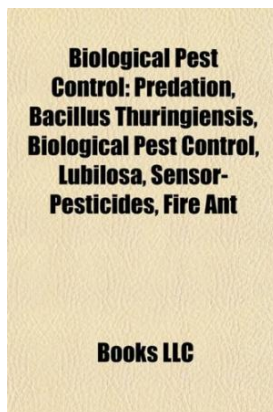 Biological Pest
Control: Predation,
Bacillus Thuringiensis,
Biological Pest Control,
Lubilosa, Sensor-
Pesticides, Fire Ant
Books LLC